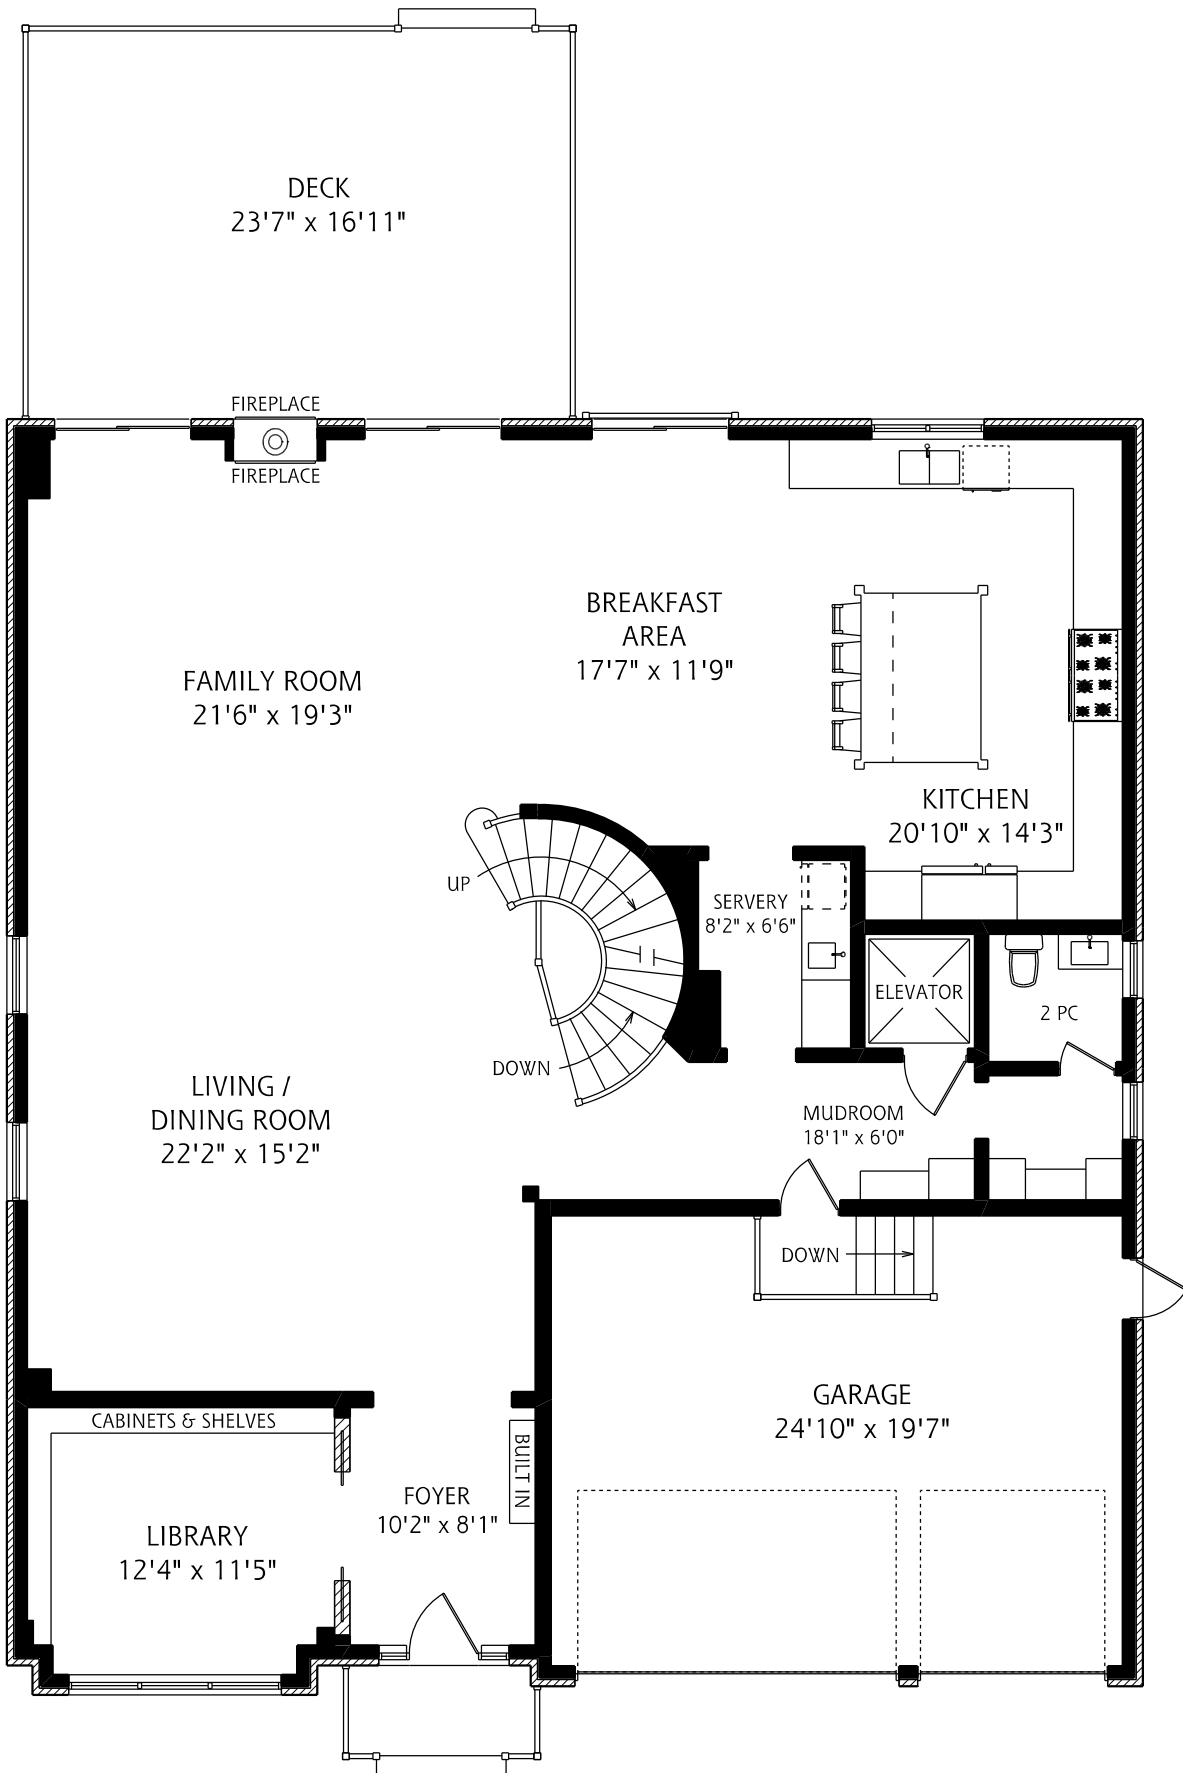 DECK
23'7" x 16'11"
FIREPLACE
FIREPLACE
BREAKFAST
AREA
17'7" x 11'9"
FAMILY ROOM
21'6" x 19'3"
KITCHEN
20'10" x 14'3"
UP
SERVERY
8'2" x 6'6"
ELEVATOR
2 PC
DOWN
LIVING /
DINING ROOM
22'2" x 15'2"
MUDROOM
18'1" x 6'0"
DOWN
GARAGE
24'10" x 19'7"
CABINETS & SHELVES
BUILT IN
FOYER
10'2" x 8'1"
LIBRARY
12'4" x 11'5"